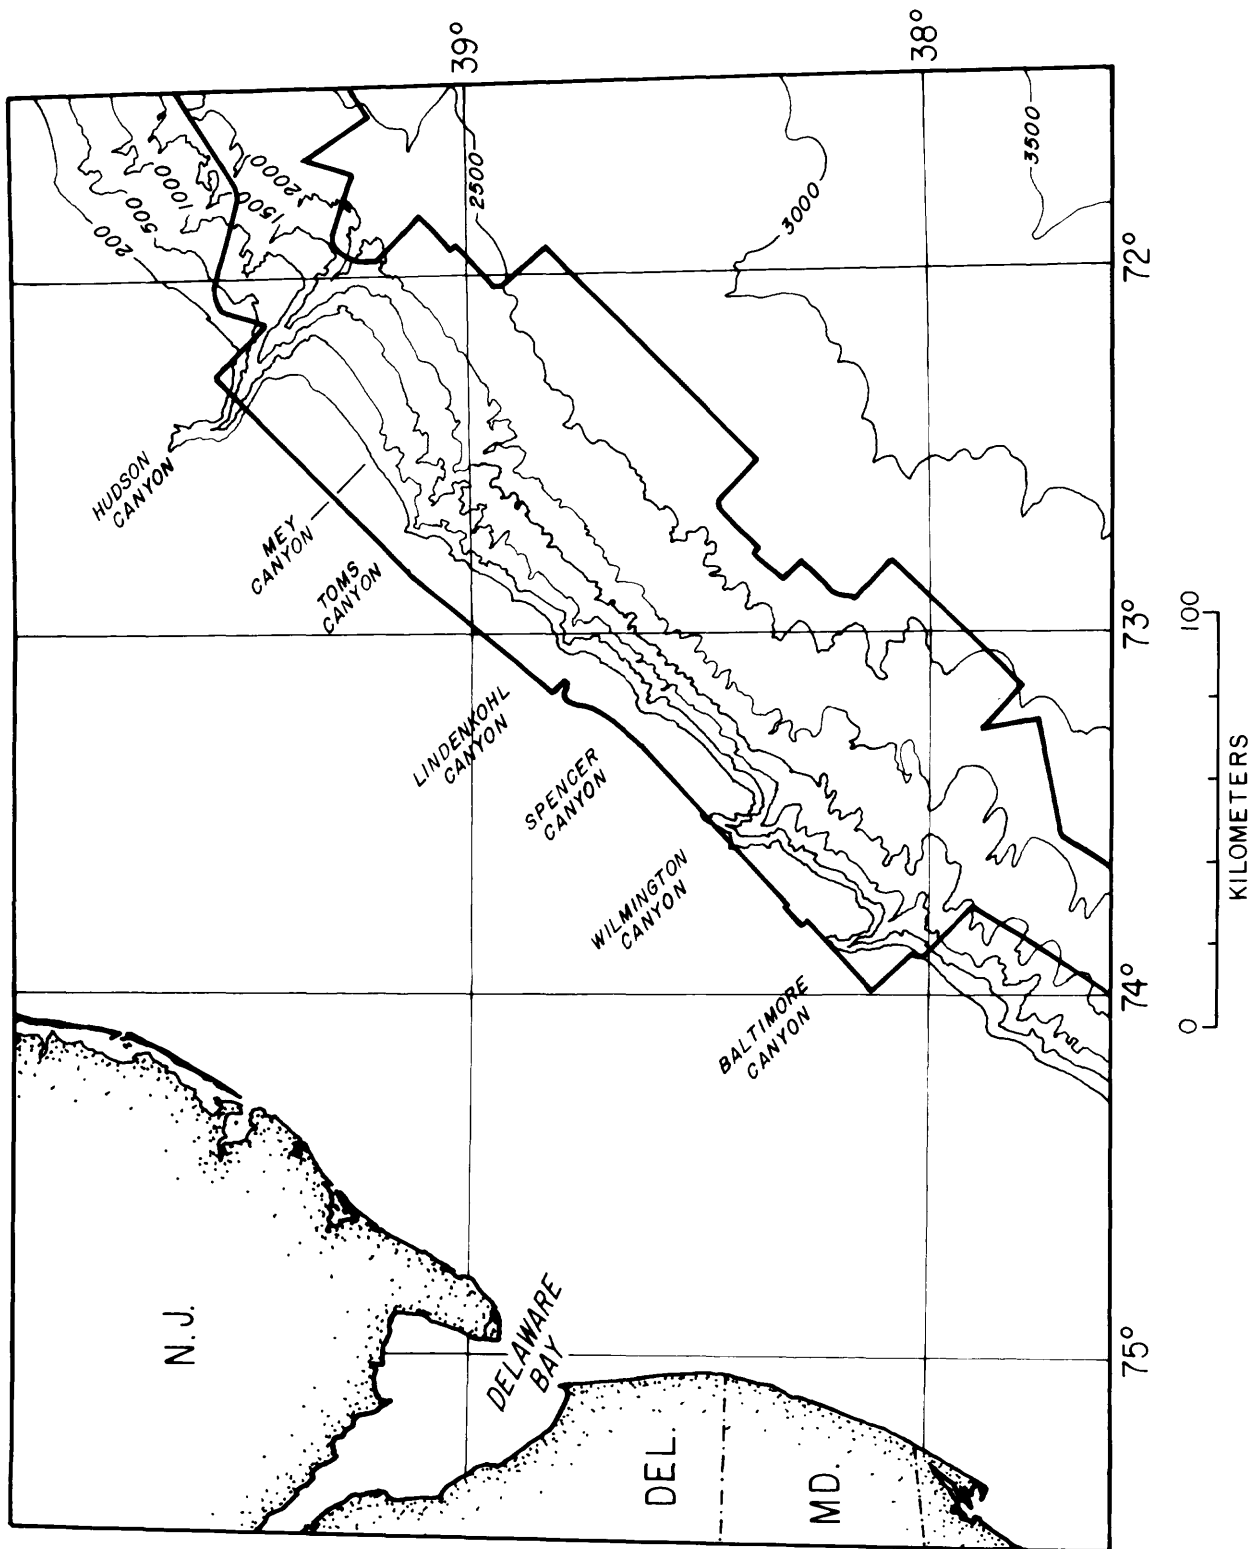 39°
38°
200
500
1000
1500
2000
2500
3000
3500
72°
73°
74°
75°
HUDSON
CANYON
MEY
CANYON
TOMS
CANYON
LINDENKOHL
CANYON
SPENCER
CANYON
WILMINGTON
CANYON
BALTIMORE
CANYON
N.J.
DELAWARE
BAY
DEL.
MD.
0
100
KILOMETERS